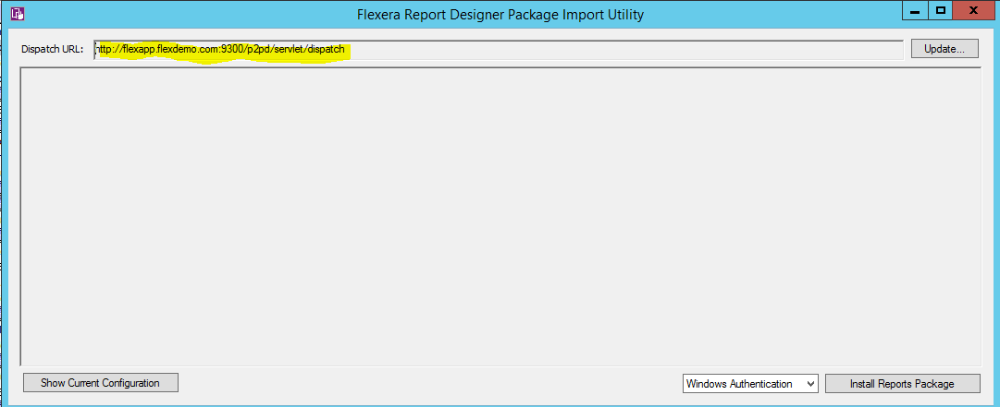 Flexera Report Designer Package Import Utility
Dispatch URL: http://flexapp.flexdemo.com:9300/p2pd/servlet/dispatch Update...
Show Current Configuration Windows Authentication Install Reports Package